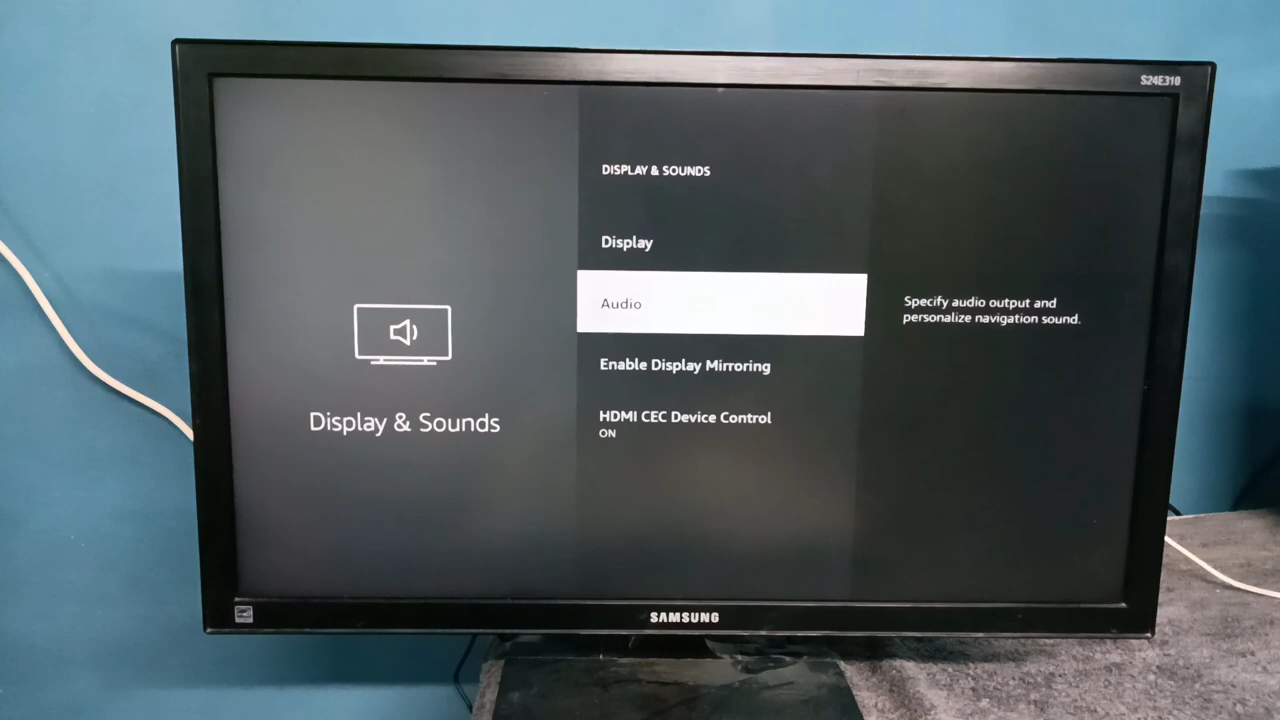 S24E310
DISPLAY & SOUNDS
Display
Audio
Specify audio output and
personalize navigation sound.
Enable Display Mirroring
HDMI CEC Device Control
ON
Display & Sounds
SAMSUNG